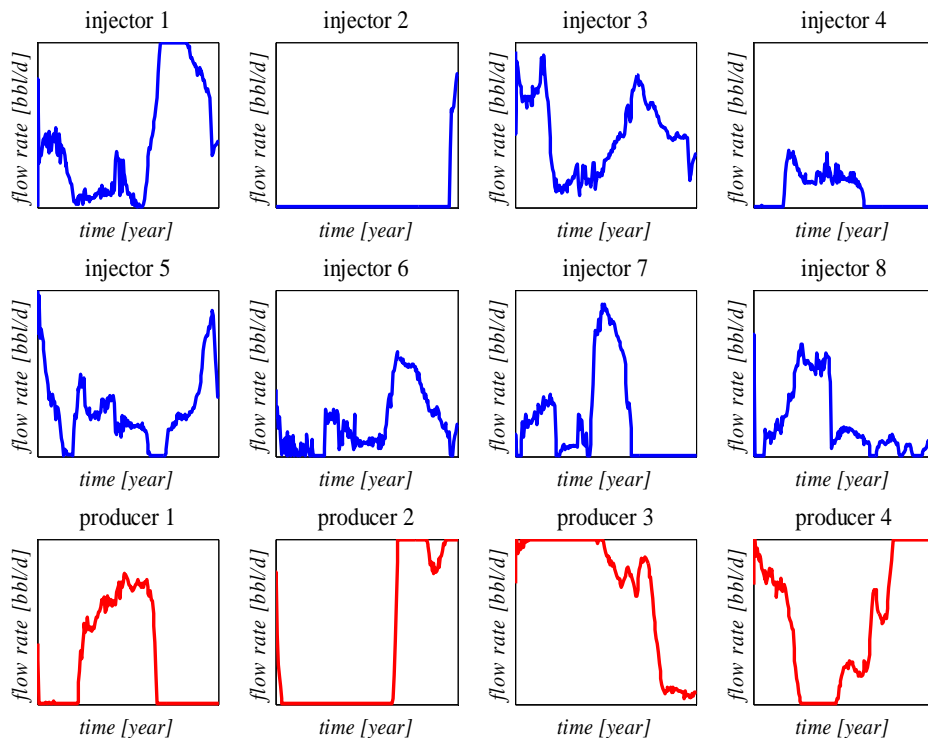 injector 1 injector 2 injector 3 injector 4
flow rate [bbl/d] flow rate [bbl/d] flow rate [bbl/d] flow rate [bbl/d]
time [year] time [year] time [year] time [year]
injector 5 injector 6 injector 7 injector 8
flow rate [bbl/d] flow rate [bbl/d] flow rate [bbl/d] flow rate [bbl/d]
time [year] time [year] time [year] time [year]
producer 1 producer 2 producer 3 producer 4
flow rate [bbl/d] flow rate [bbl/d] flow rate [bbl/d] flow rate [bbl/d]
time [year] time [year] time [year] time [year]